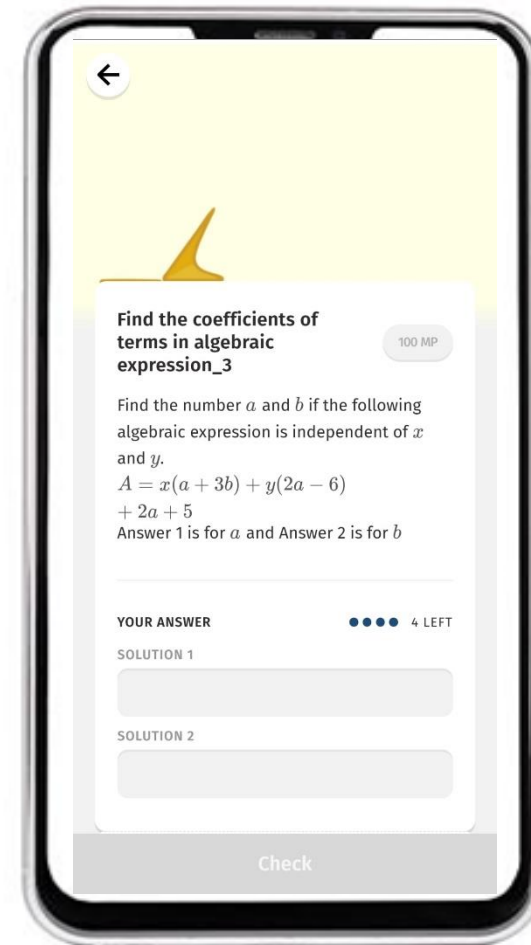 Find the coefficients of
terms in algebraic
expression_3
100 MP
Find the number a and b if the following
algebraic expression is independent of x
and y.
A = x(a + 3b) + y(2a − 6)
+ 2a + 5
Answer 1 is for a and Answer 2 is for b
YOUR ANSWER
4 LEFT
SOLUTION 1
SOLUTION 2
Check